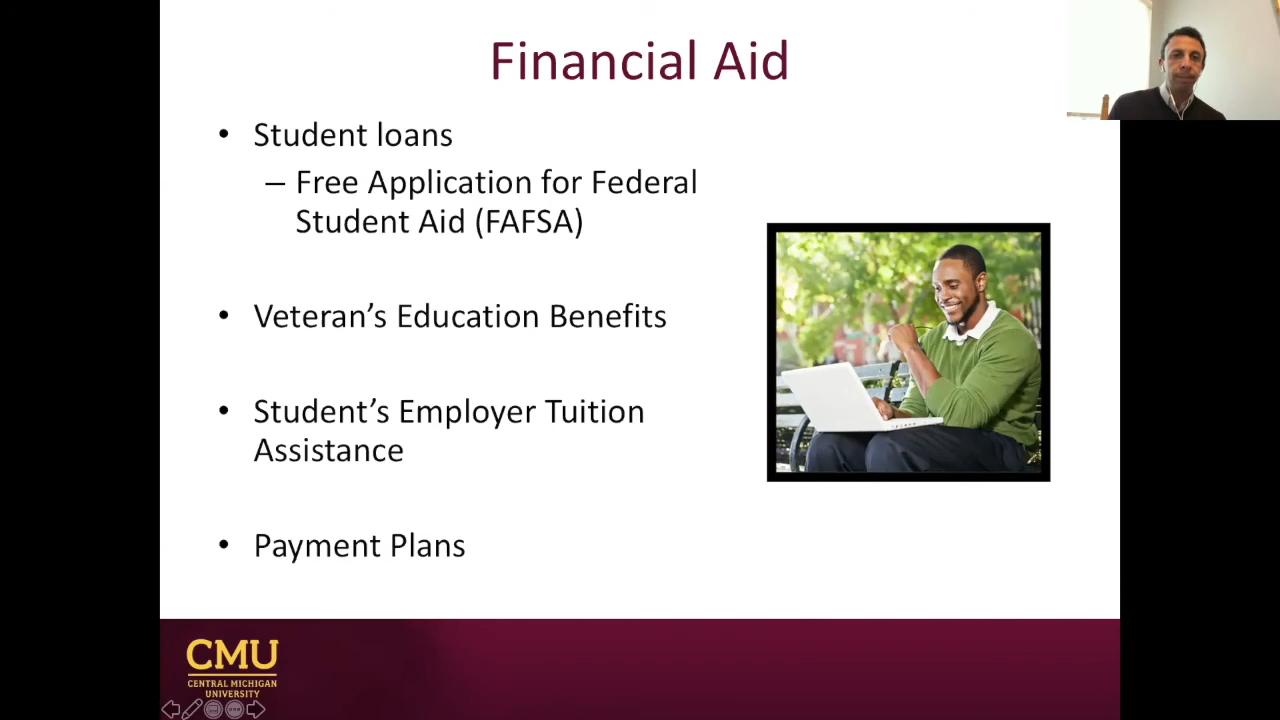 Financial Aid
• Student loans
– Free Application for Federal
Student Aid (FAFSA)
• Veteran’s Education Benefits
• Student’s Employer Tuition
Assistance
• Payment Plans
CMU
CENTRAL MICHIGAN
UNIVERSITY